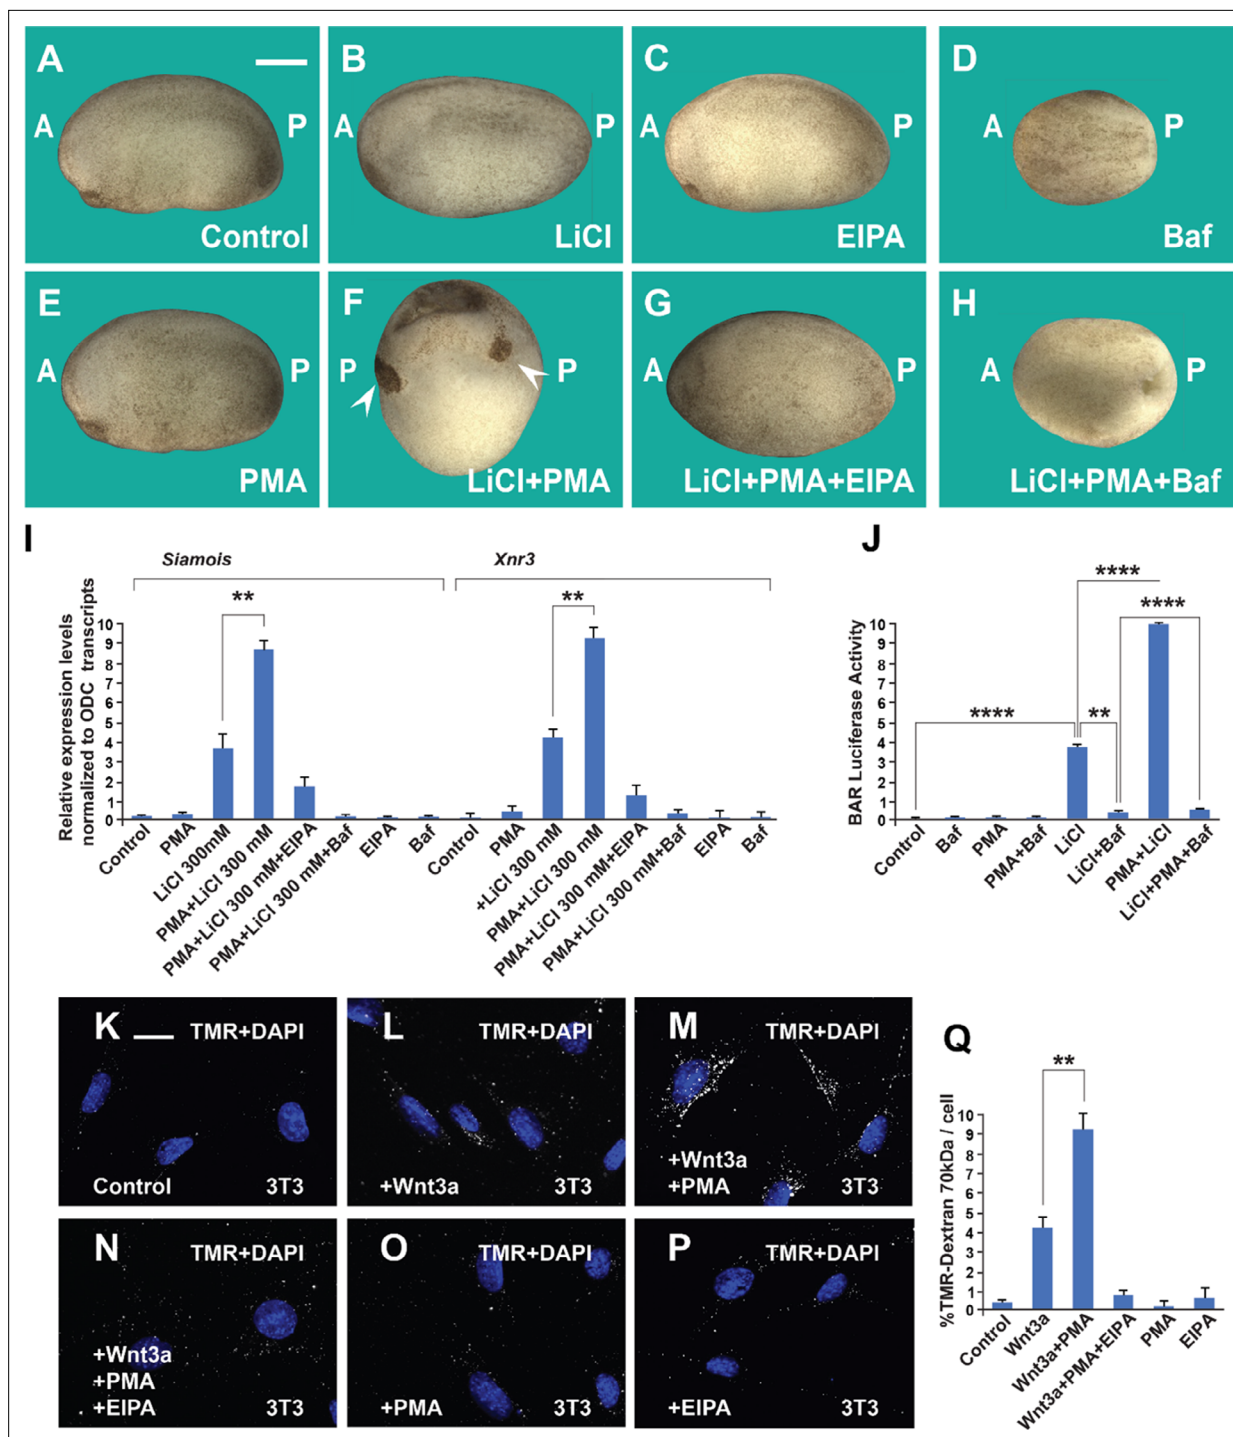 A
A
P
Control
B
A
P
LiCl
C
A
P
EIPA
D
A
P
Baf
E
A
P
PMA
F
P
P
LiCl+PMA
G
A
P
LiCl+PMA+EIPA
H
A
P
LiCl+PMA+Baf
I
Siamois
Xnr3
**
**
Relative expression levels
normalized to ODC transcripts
10
9
8
7
6
5
4
3
2
1
0
Control
PMA
LiCl 300mM
PMA+LiCl 300 mM
PMA+LiCl 300 mM+EIPA
PMA+LiCl 300 mM+Baf
EIPA
Baf
Control
PMA
+LiCl 300 mM
PMA+LiCl 300 mM
PMA+LiCl 300 mM+EIPA
PMA+LiCl 300 mM+Baf
EIPA
Baf
J
****
****
****
**
BAR Luciferase Activity
10
9
8
7
6
5
4
3
2
1
0
Control
Baf
PMA
PMA+Baf
LiCl
LiCl+Baf
PMA+LiCl
LiCl+PMA+Baf
K
TMR+DAPI
Control
3T3
L
TMR+DAPI
+Wnt3a
3T3
M
TMR+DAPI
+Wnt3a
+PMA
3T3
N
TMR+DAPI
+Wnt3a
+PMA
+EIPA
3T3
O
TMR+DAPI
+PMA
3T3
P
TMR+DAPI
+EIPA
3T3
Q
**
%TMR-Dextran 70kDa / cell
10
9
8
7
6
5
4
3
2
1
0
Control
Wnt3a
Wnt3a+PMA
Wnt3a+PMA+EIPA
PMA
EIPA